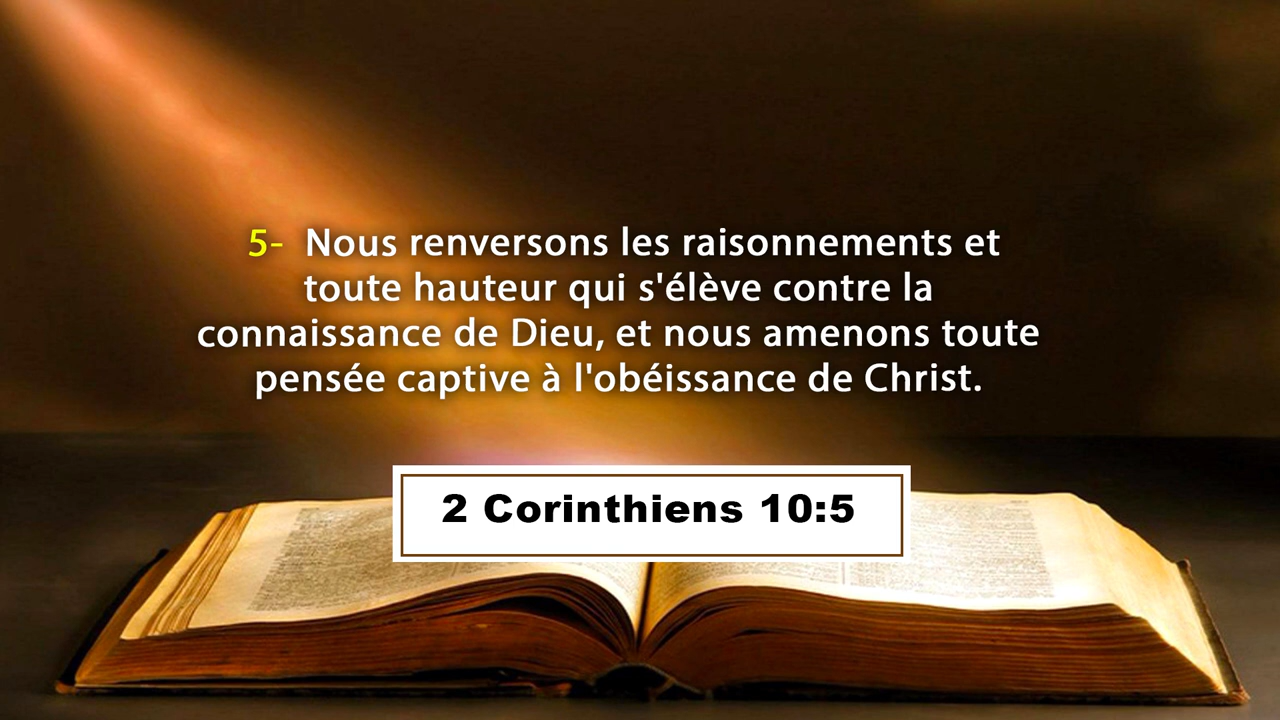 5- Nous renversons les raisonnements et
toute hauteur qui s'élève contre la
connaissance de Dieu, et nous amenons toute
pensée captive à l'obéissance de Christ.
2 Corinthiens 10:5